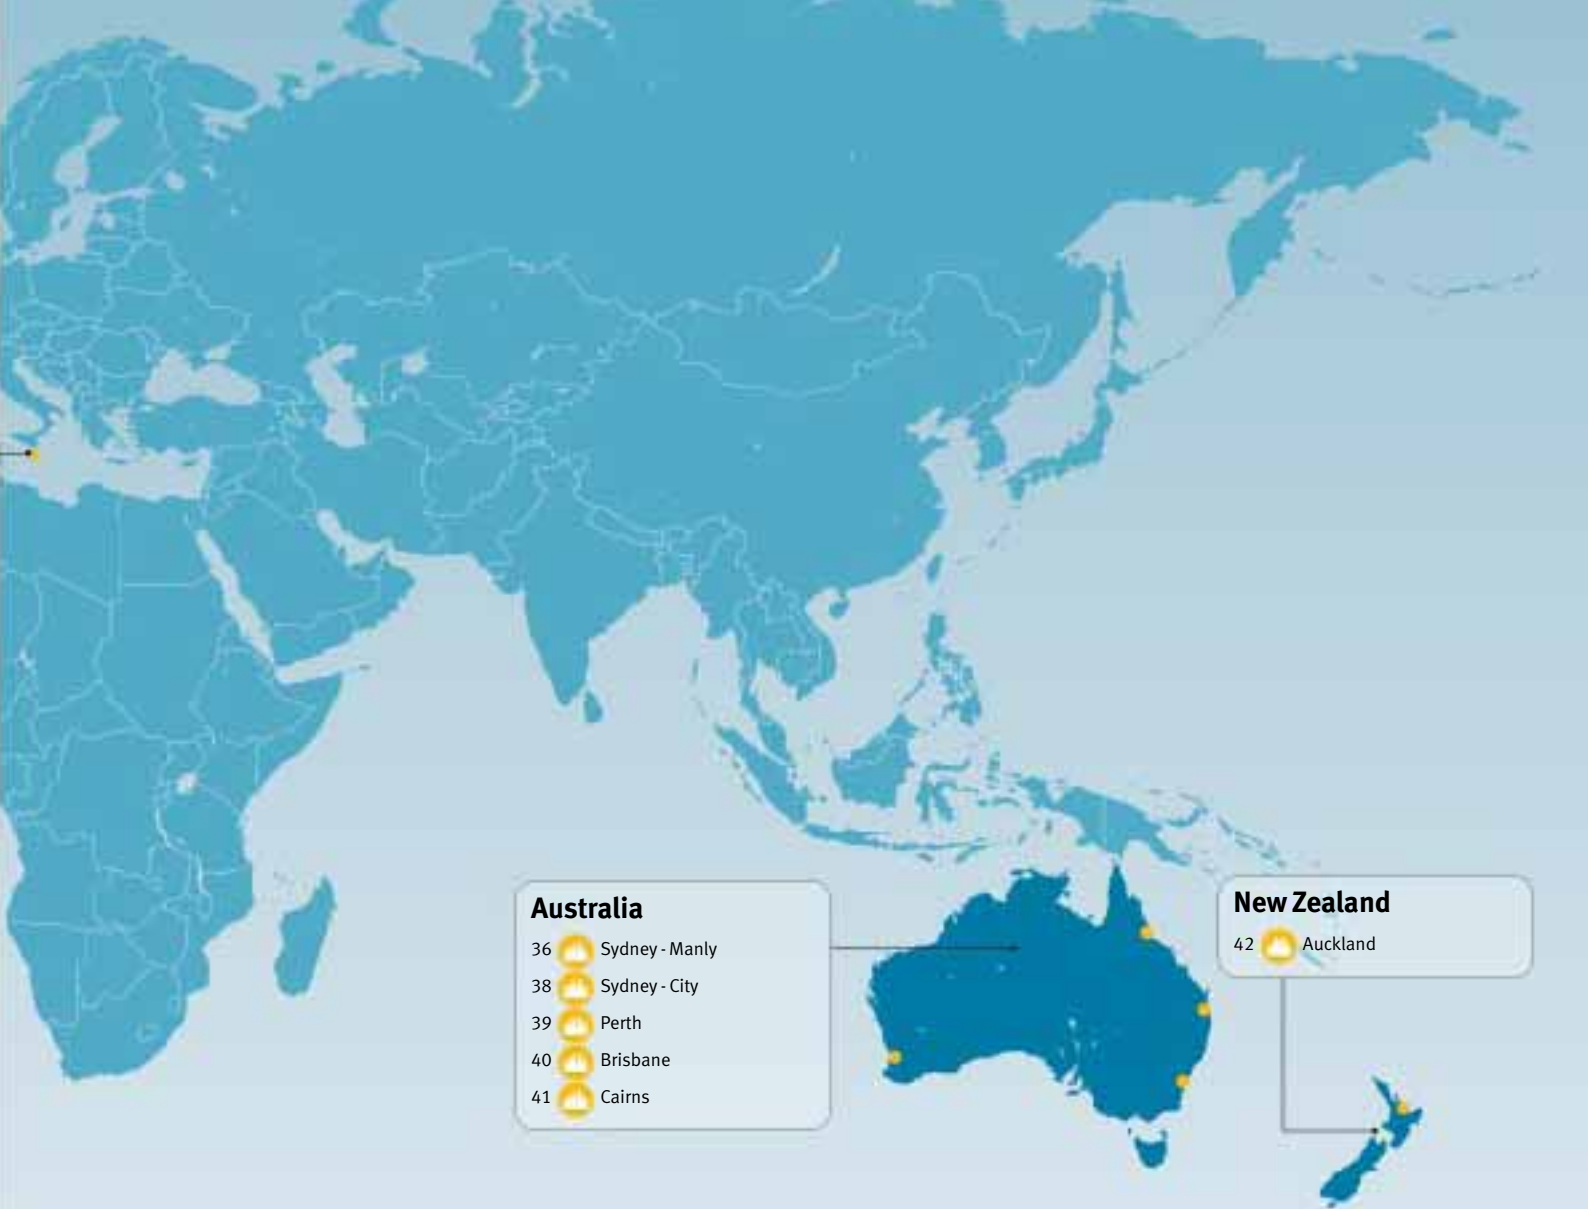 Australia
36 Sydney - Manly
38 Sydney - City
39 Perth
40 Brisbane
41 Cairns
New Zealand
42 Auckland